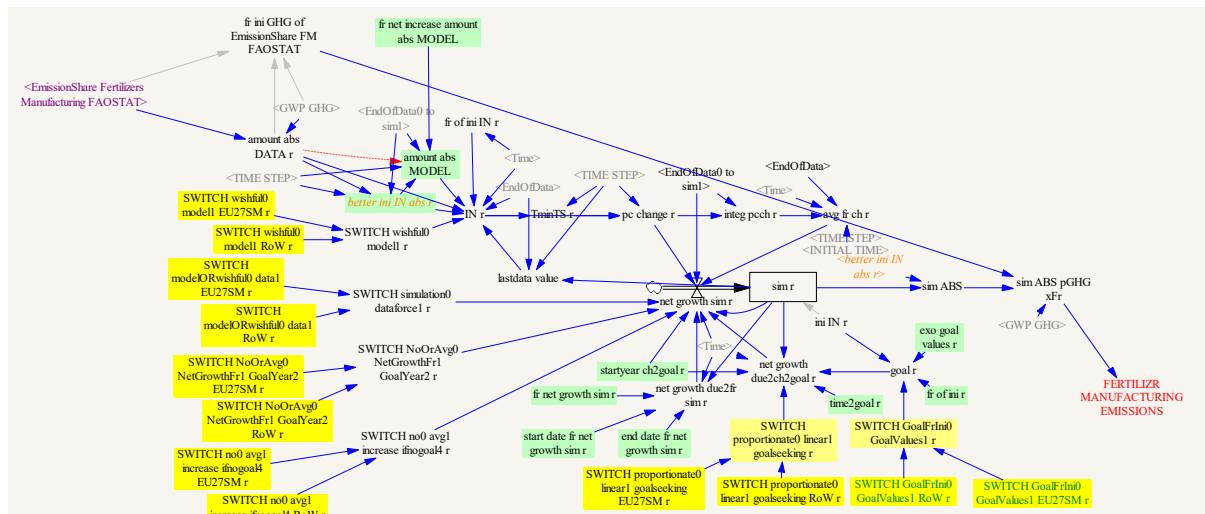 fr ini GHG of
EmissionShare FM
FAOSTAT
fr net increase amount
abs MODEL
<EmissionShare Fertilizers
Manufacturing FAOSTAT>
<GWP GHG>
<EndOfData0 to
sim1>
fr of ini IN r
amount abs
DATA r
amount abs
MODEL
<Time>
<EndOfData>
<TIME STEP>
<TIME STEP>
<EndOfData0 to
sim1>
<EndOfData>
<Time>
better ini IN abs r
IN r
TminTS r
pc change r
integ pcch r
avg fr ch r
SWITCH wishful0
modell EU27SM r
SWITCH wishful0
modell RoW r
SWITCH wishful0
modell r
<TIME STEP>
<INITIAL TIME>
<better ini IN
abs r>
SWITCH
modelORwishful0 data1
EU27SM r
SWITCH
modelORwishful0 data1
RoW r
SWITCH simulation0
dataforce1 r
lastdata value
net growth sim r
sim r
sim ABS
sim ABS pGHG
xFr
<GWP GHG>
ini IN r
exo goal
values r
<Time>
SWITCH NoOrAvg0
NetGrowthFr1 GoalYear2 r
EU27SM r
SWITCH NoOrAvg0
NetGrowthFr1 GoalYear2
RoW r
SWITCH NoOrAvg0
NetGrowthFr1
GoalYear2 r
startyear ch2goal r
net growth
due2ch2goal r
goal r
fr net growth sim r
net growth due2fr
sim r
time2goal r
fr of ini r
FERTILIZR
MANUFACTURING
EMISSIONS
SWITCH no0 avg1
increase ifnogoal4
EU27SM r
SWITCH no0 avg1
increase ifnogoal4 RoW r
SWITCH no0 avg1
increase ifnogoal4 r
start date fr net
growth sim r
end date fr net
growth sim r
SWITCH
proportionate0 linear1
goalseeking r
SWITCH GoalFrIni0
GoalValues1 r
SWITCH proportionate0
linear1 goalseeking
EU27SM r
SWITCH proportionate0
linear1 goalseeking RoW r
SWITCH GoalFrIni0
GoalValues1 RoW r
SWITCH GoalFrIni0
GoalValues1 EU27SM r